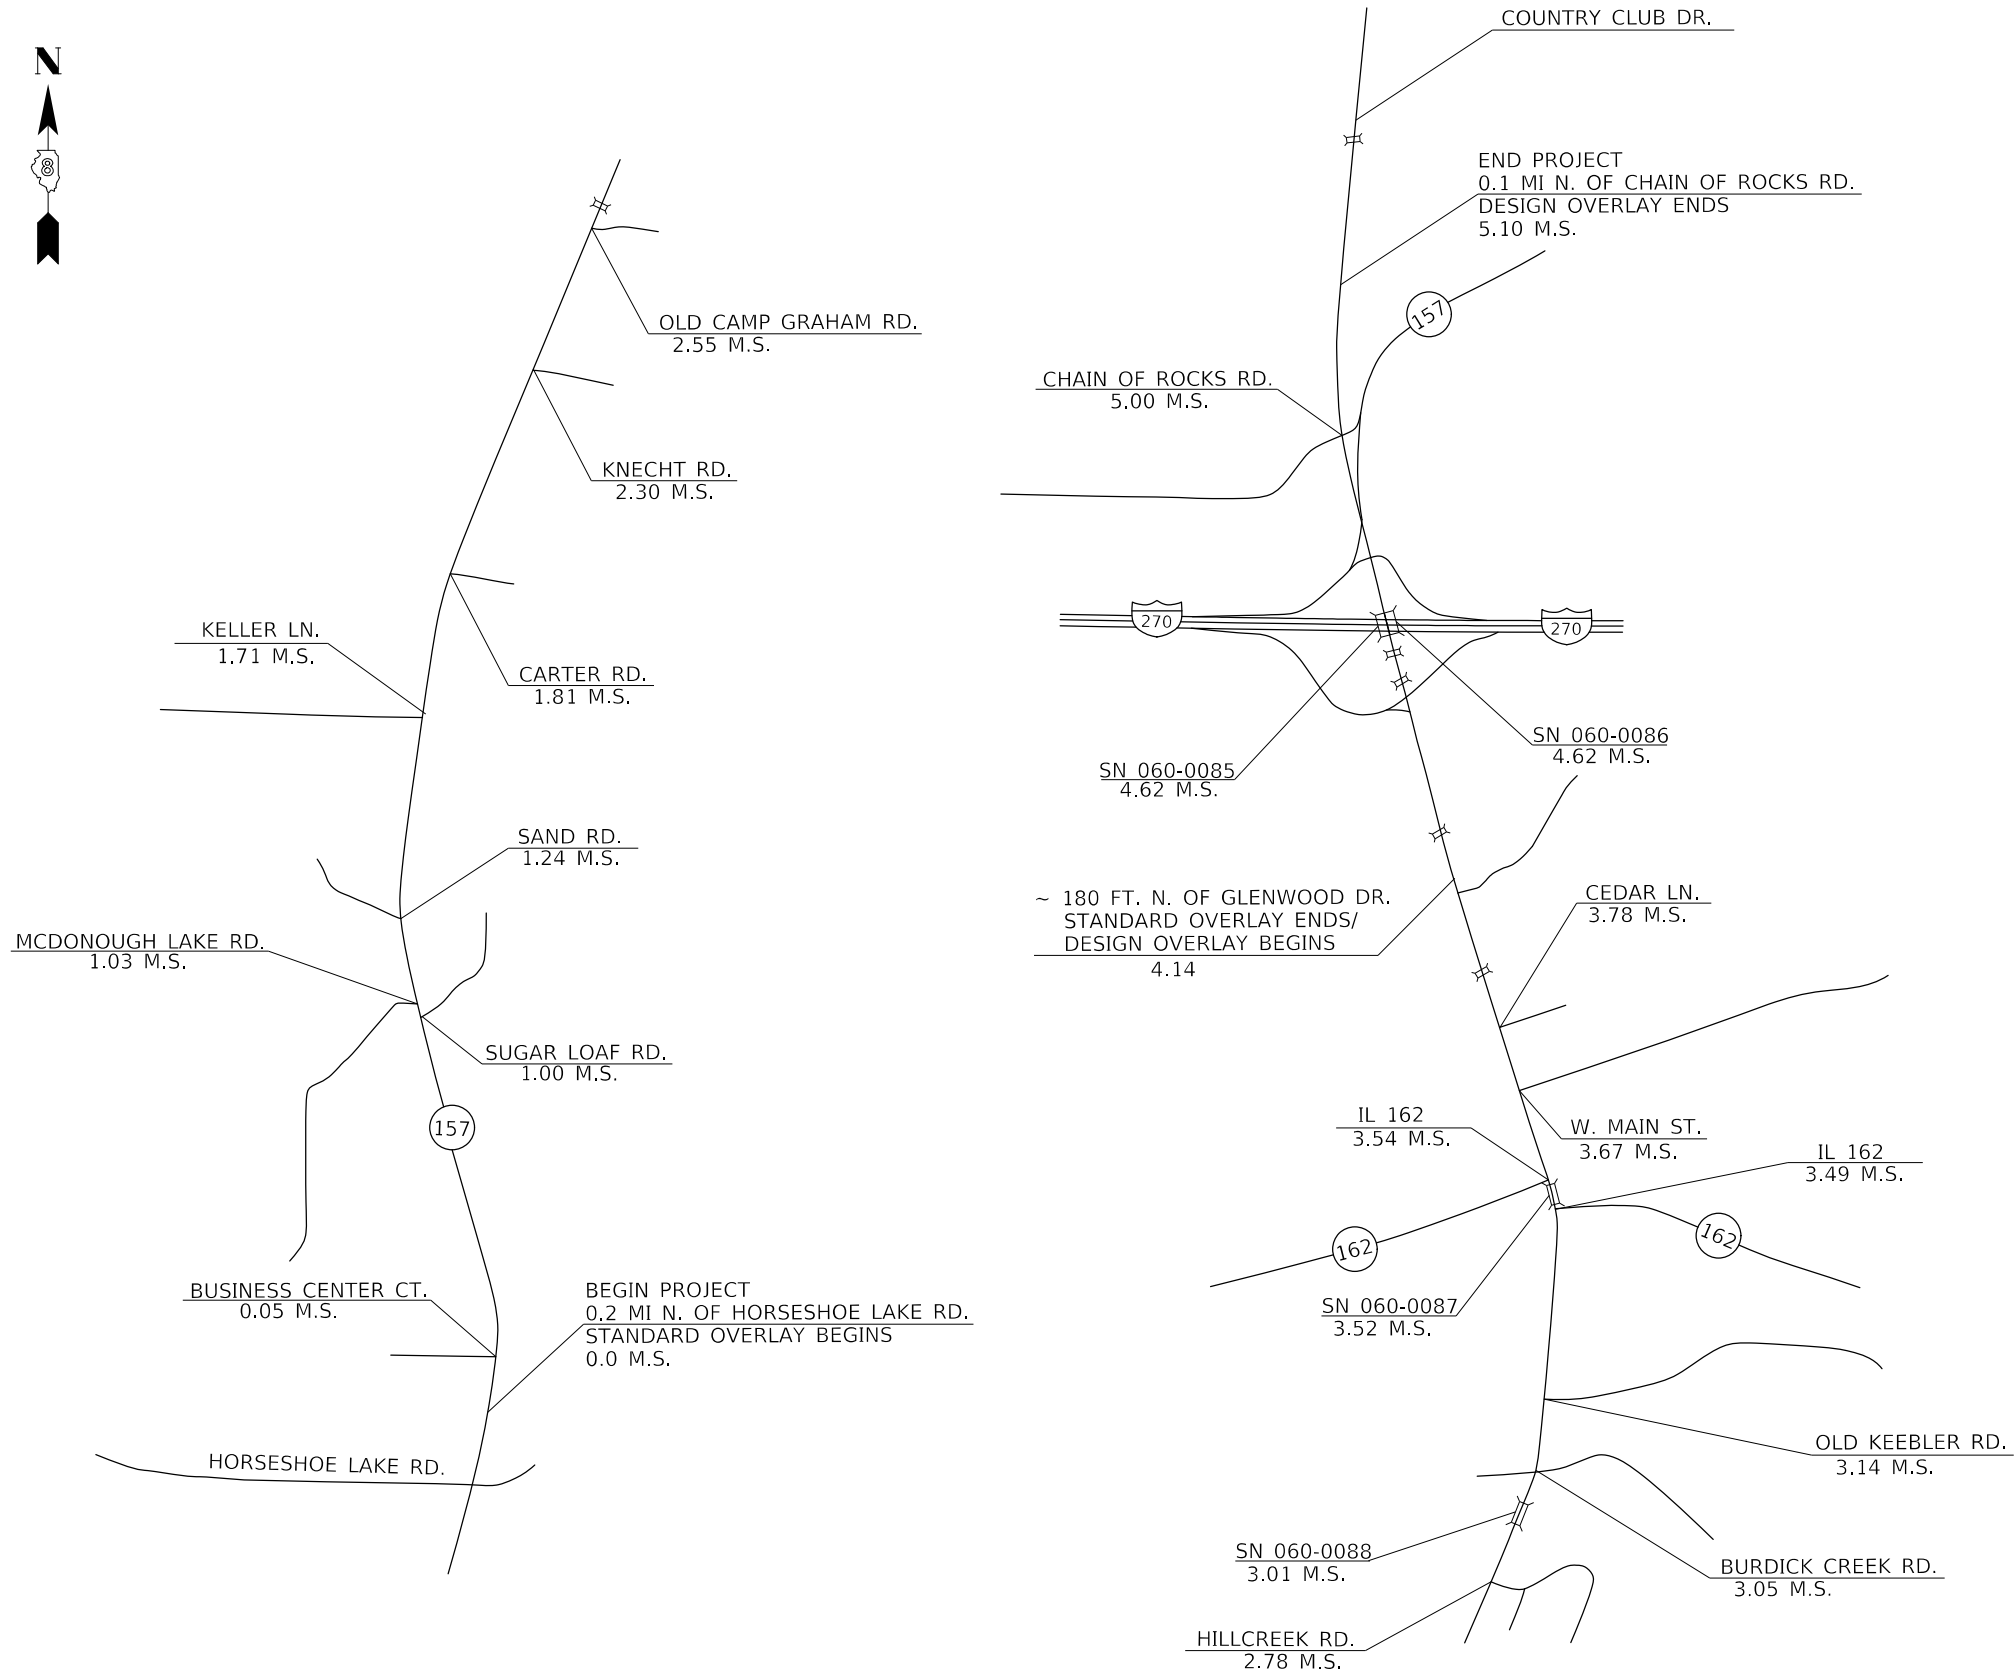 N
8
OLD CAMP GRAHAM RD.
2.55 M.S.
KNECHT RD.
2.30 M.S.
KELLER LN.
1.71 M.S.
CARTER RD.
1.81 M.S.
SAND RD.
1.24 M.S.
MCDONOUGH LAKE RD.
1.03 M.S.
SUGAR LOAF RD.
1.00 M.S.
157
BUSINESS CENTER CT.
0.05 M.S.
BEGIN PROJECT
0.2 MI N. OF HORSESHOE LAKE RD.
STANDARD OVERLAY BEGINS
0.0 M.S.
HORSESHOE LAKE RD.
COUNTRY CLUB DR.
END PROJECT
0.1 MI N. OF CHAIN OF ROCKS RD.
DESIGN OVERLAY ENDS
5.10 M.S.
157
CHAIN OF ROCKS RD.
5.00 M.S.
270
270
SN 060-0086
4.62 M.S.
SN 060-0085
4.62 M.S.
~ 180 FT. N. OF GLENWOOD DR.
STANDARD OVERLAY ENDS/
DESIGN OVERLAY BEGINS
4.14
CEDAR LN.
3.78 M.S.
IL 162
3.54 M.S.
W. MAIN ST.
3.67 M.S.
IL 162
3.49 M.S.
162
162
SN 060-0087
3.52 M.S.
OLD KEEBLER RD.
3.14 M.S.
SN 060-0088
3.01 M.S.
BURDICK CREEK RD.
3.05 M.S.
HILLCREEK RD.
2.78 M.S.